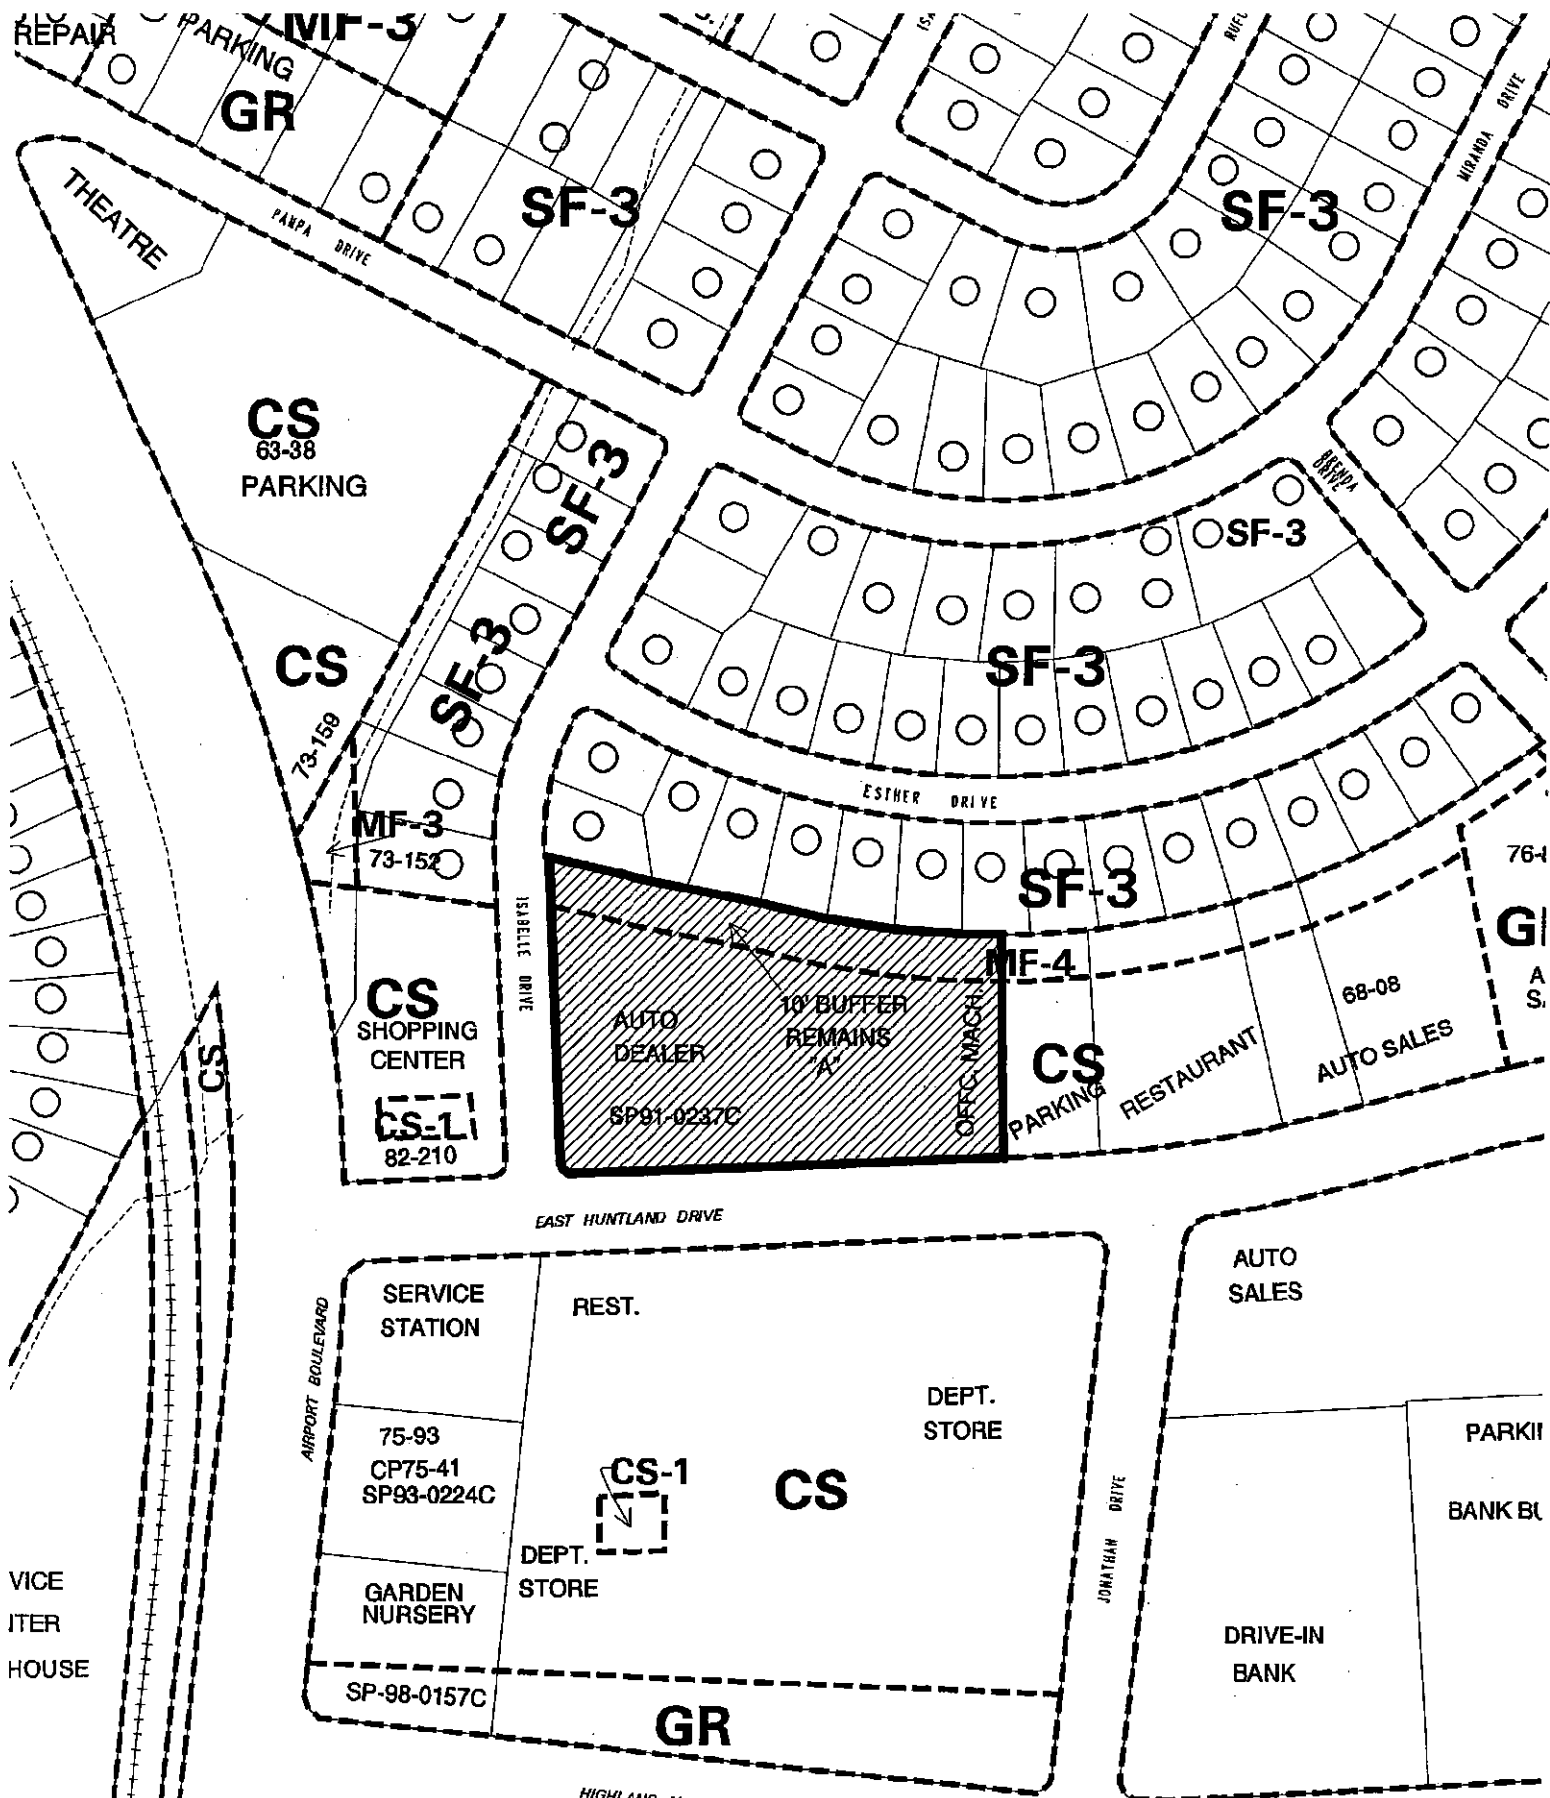 REPAIR
PARKING
MF-3
GR
THEATRE
PAMPA DRIVE
SF-3
SF-3
MIRANDA DRIVE
CS
63-38
PARKING
SF-3
BRENDA
DRIVE
SF-3
CS
SF-3
SF-3
73-159
ESTHER DRIVE
MF-3
73-152
SF-3
76-
ISABELLE DRIVE
MF-4
CS
SHOPPING
CENTER
AUTO
DEALER
10' BUFFER
REMAINS
"A"
OFFC. MACH.
68-08
CS
CS
PARKING
RESTAURANT
AUTO SALES
SP91-0237C
CS-1
82-210
EAST HUNTLAND DRIVE
SERVICE
STATION
REST.
AUTO
SALES
AIRPORT BOULEVARD
DEPT.
STORE
75-93
CP75-41
SP93-0224C
CS-1
CS
PARKI
BANK B
JONATHAN DRIVE
DEPT.
STORE
GARDEN
NURSERY
VICE
NTER
HOUSE
DRIVE-IN
BANK
SP-98-0157C
GR